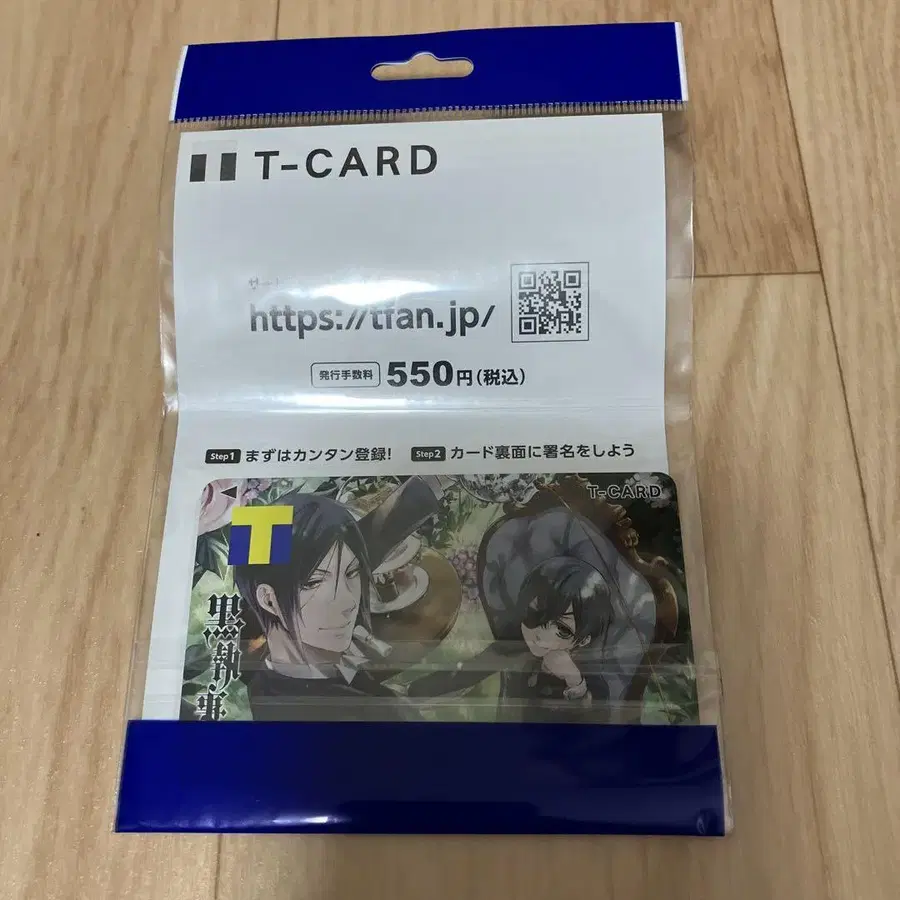 T-CARD
https://tfan.jp/
発行手数料 550円(税込)
Step1 まずはカンタン登録! Step2 カード裏面に署名をしよう
T-CARD
T
黒執事